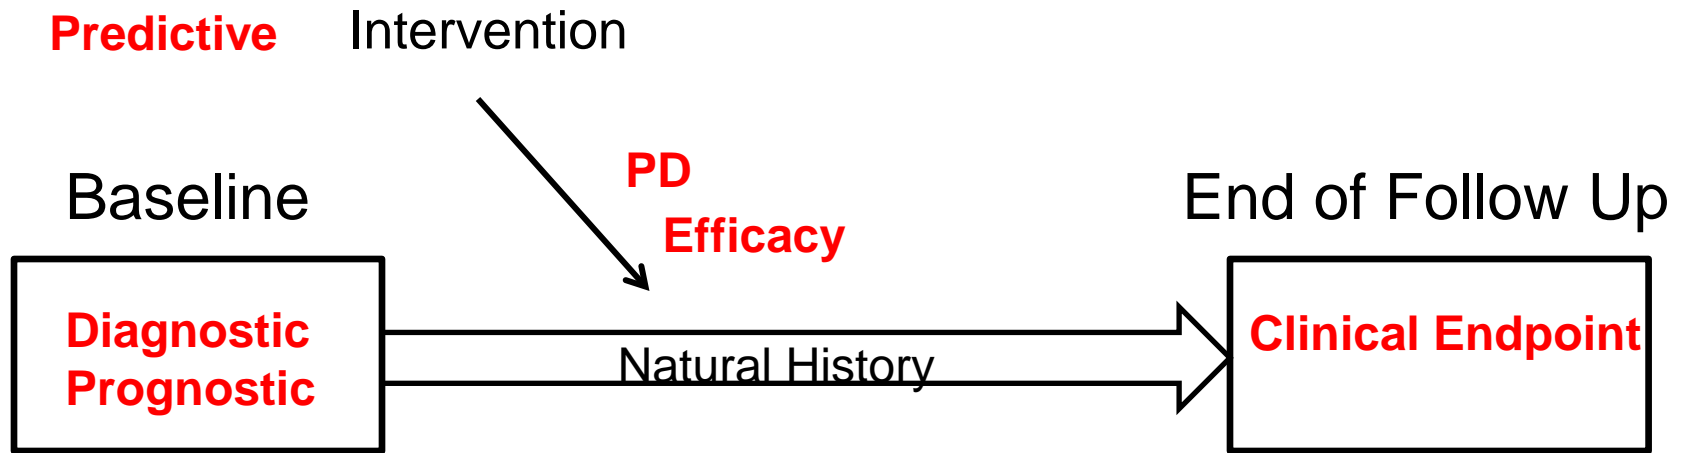 Predictive Intervention
PD
Baseline
End of Follow Up
Efficacy
Diagnostic
Prognostic
Natural History
Clinical Endpoint